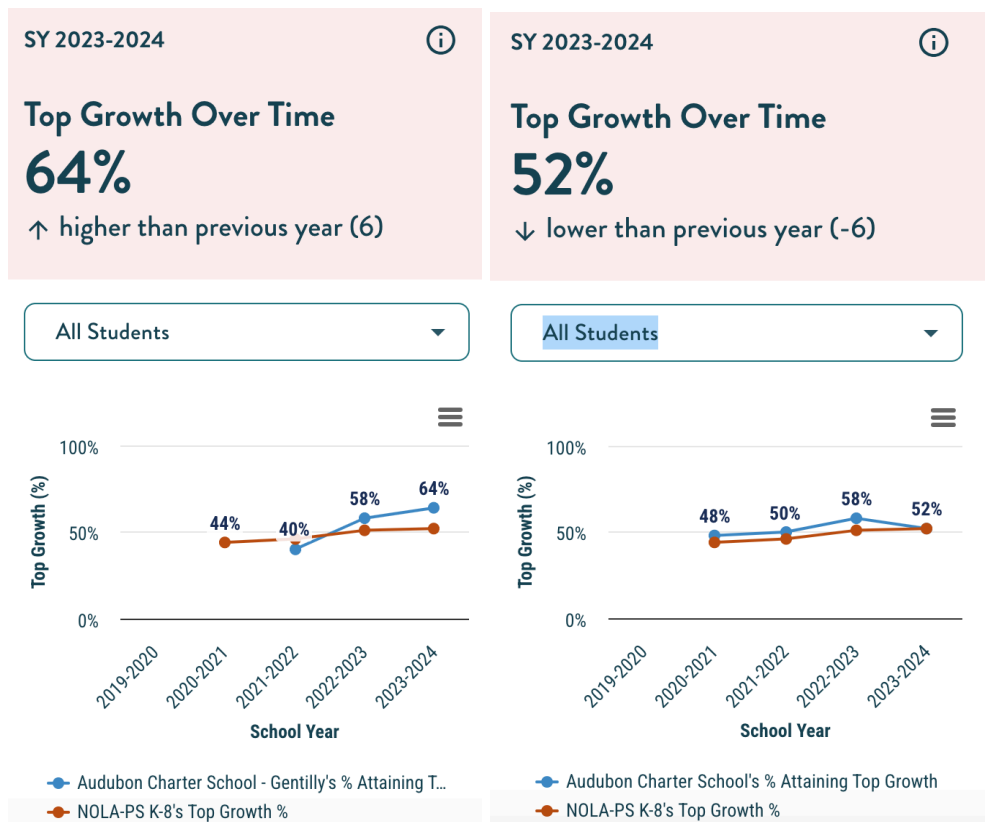 SY 2023-2024
Top Growth Over Time
64%
↑ higher than previous year (6)
All Students
100%
50%
0%
Top Growth (%)
44%
40%
58%
64%
2019-2020
2020-2021
2021-2022
2022-2023
2023-2024
School Year
Audubon Charter School - Gentilly's % Attaining T...
NOLA-PS K-8's Top Growth %
SY 2023-2024
Top Growth Over Time
52%
↓ lower than previous year (-6)
All Students
100%
50%
0%
Top Growth (%)
48%
50%
58%
52%
2019-2020
2020-2021
2021-2022
2022-2023
2023-2024
School Year
Audubon Charter School's % Attaining Top Growth
NOLA-PS K-8's Top Growth %